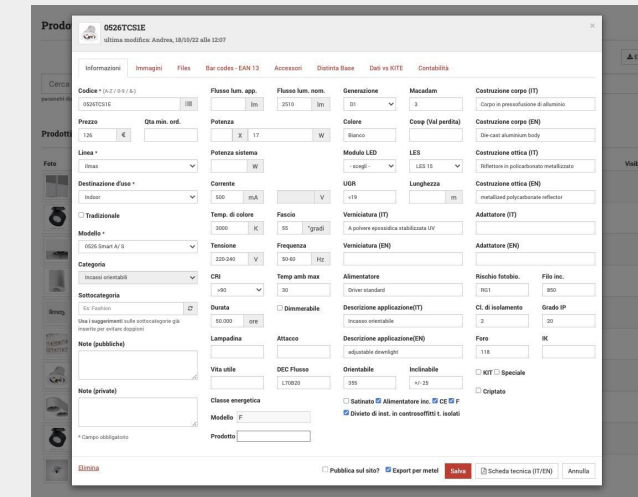 Prodo
0526TCS1E
ultima modifica: Andrea, 18/10/22 alle 12:07
×
Informazioni Immagini Files Bar codes - EAN 13 Accessori Distinta Base Dati vs KITE Contabilità
Cerca
Prodotti
Foto
Visil
Codice * (A-Z / 0-9 / &-) Flusso lum. app. Flusso lum. nom. Generazione Macadam Costruzione corpo (IT)
0526TCS1E lm 2510 lm D1 3 Corpo in pressofusione di alluminio
Prezzo Qta min. ord. Potenza Colore Cosφ (Val perdita) Costruzione corpo (EN)
126 € X 17 W Bianco Die-cast aluminium body
Linea * Potenza sistema Modulo LED LES Costruzione ottica (IT)
Ilmas W - scegli - LES 15 Riflettore in policarbonato metallizzato
Destinazione d'uso * Corrente UGR Lunghezza Costruzione ottica (EN)
Indoor 500 mA V <19 m metallized polycarbonate reflector
Tradizionale Temp. di colore Fascio Verniciatura (IT) Adattatore (IT)
3000 K 55 °gradi A polvere epossidica stabilizzata UV
Modello * Tensione Frequenza Verniciatura (EN) Adattatore (EN)
0526 Smart A/ S 220-240 V 50-60 Hz
Categoria CRI Temp amb max Alimentatore Rischio fotobio. Filo inc.
Incassi orientabili >90 30 Driver standard RG1 850
Sottocategoria Durata Dimmerabile Descrizione applicazione(IT) Cl. di isolamento Grado IP
Es: Fashion 50.000 ore Incasso orientabile 2 20
Usa i suggerimenti sulle sottocategorie già
inserite per evitare doppioni
Note (pubbliche) Lampadina Attacco Descrizione applicazione(EN) Foro IK
adjustable downlight 118
Vita utile DEC Flusso Orientabile Inclinabile KIT Speciale
L70B20 355 +/- 25
Note (private) Classe energetica Satinato Alimentatore inc. CE F Criptato
Modello F Divieto di inst. in controsoffitti t. isolati
* Campo obbligatorio Prodotto
Elimina Pubblica sul sito? Export per metel Salva Scheda tecnica (IT/EN) Annulla